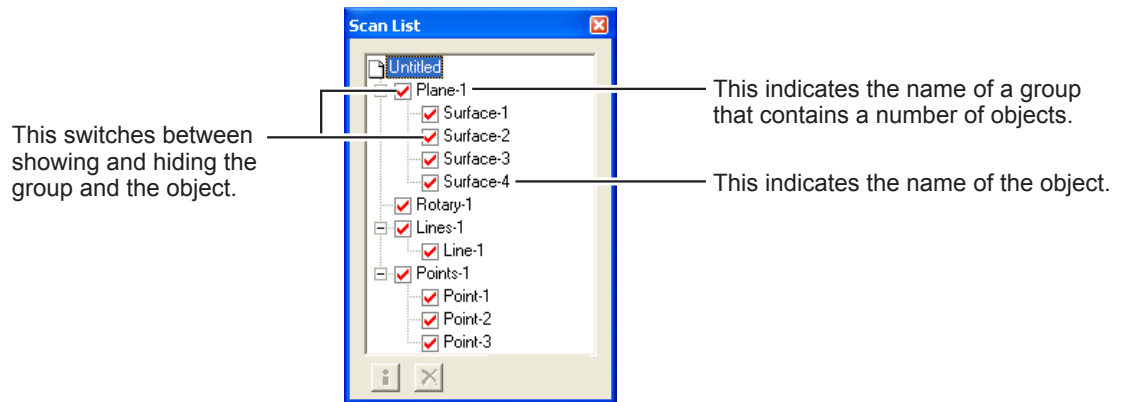 Scan List
Untitled
Plane-1
Surface-1
Surface-2
Surface-3
Surface-4
Rotary-1
Lines-1
Line-1
Points-1
Point-1
Point-2
Point-3
This switches between
showing and hiding the
group and the object.
This indicates the name of a group
that contains a number of objects.
This indicates the name of the object.